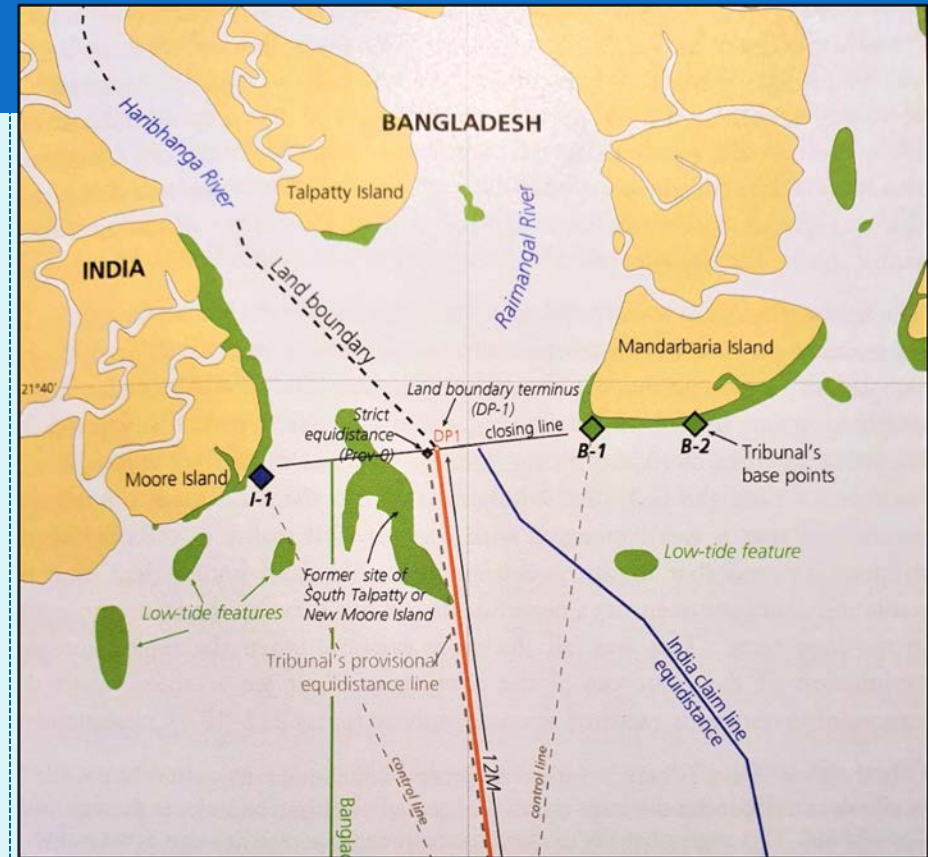 BANGLADESH
Haribhanga River
Talpatty Island
Raimangal River
INDIA
Land boundary
Mandarbaria Island
21°40'
Land boundary terminus
(DP-1)
Strict
equidistance
(Prov-0)
DP1
closing line
B-1
B-2
Tribunal's
base points
Moore Island
I-1
Low-tide feature
Former site of
South Talpatty or
New Moore Island
Low-tide features
Tribunal's provisional
equidistance line
India claim line
equidistance
12M
control line
control line